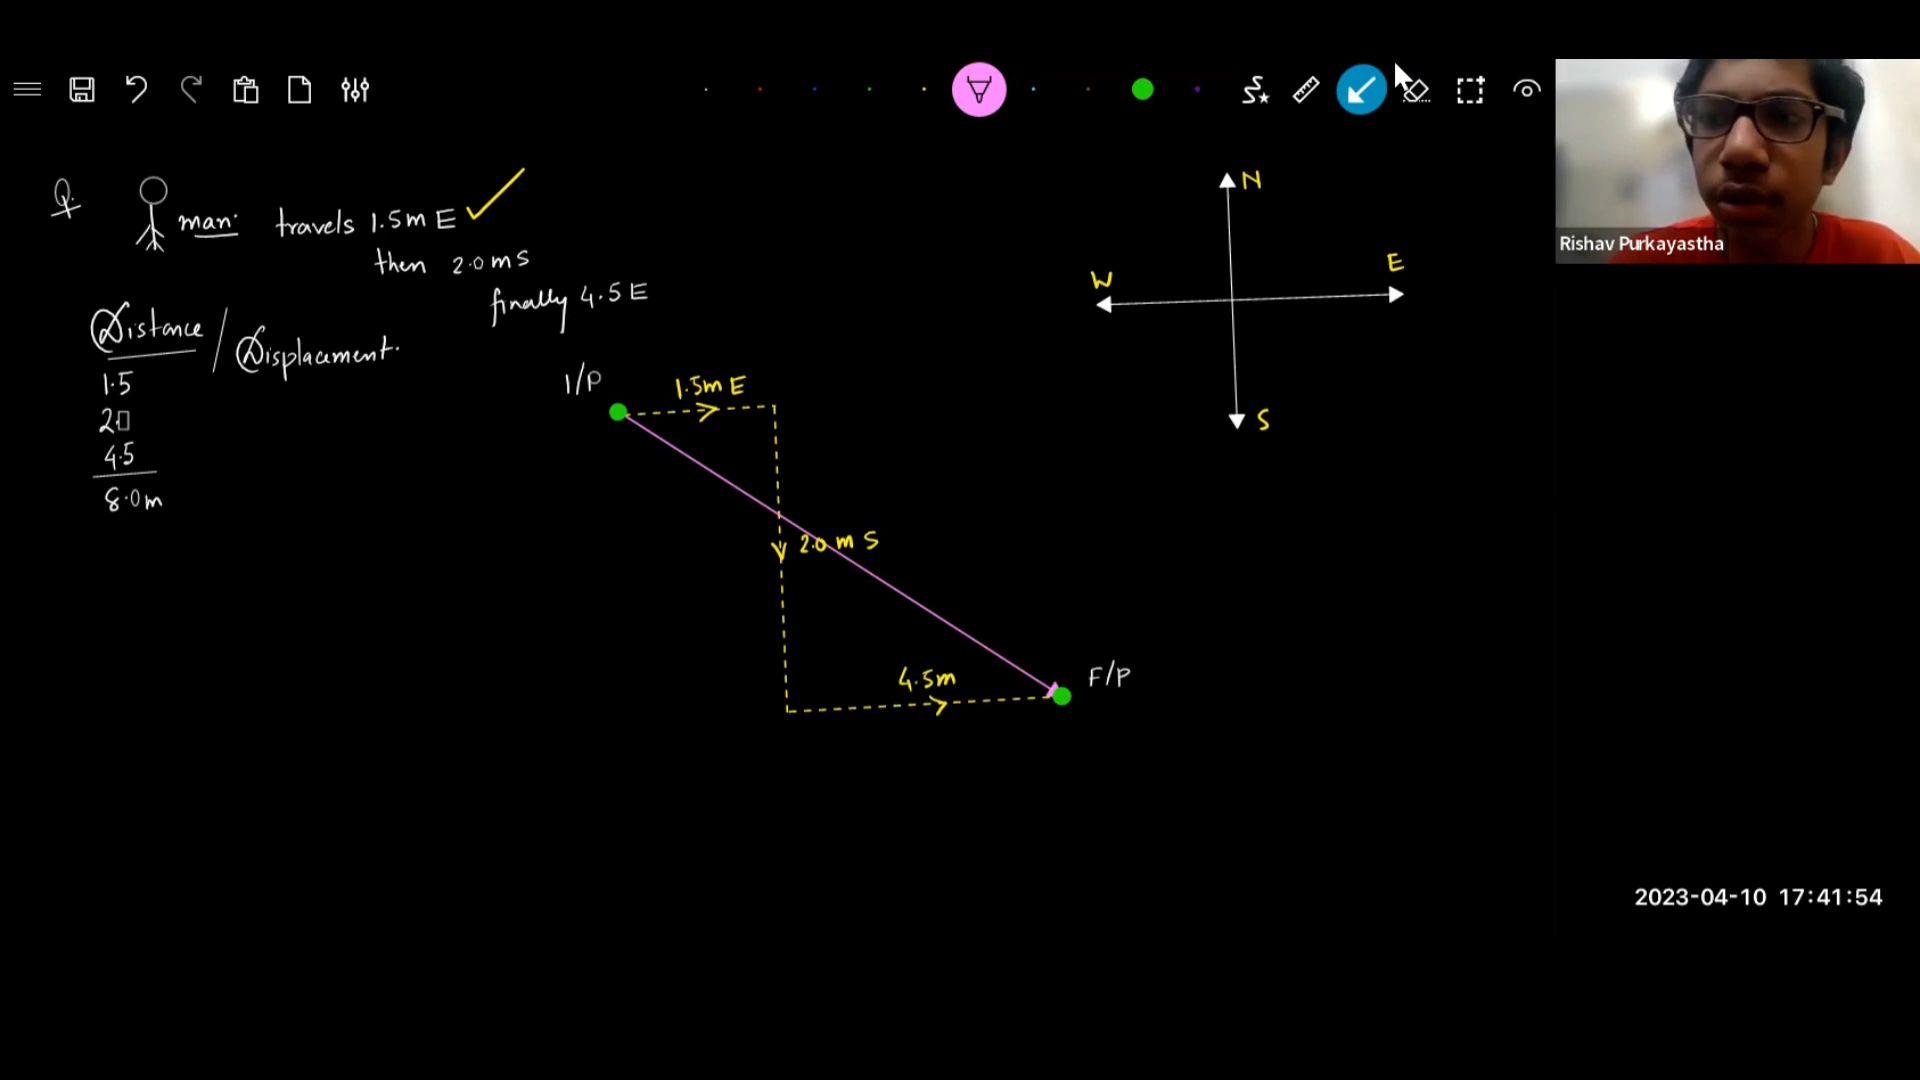 Q.
man: travels 1.5m E
then 2.0 m S
finally 4.5 E
Distance / Displacement.
1.5
2.0
4.5
8.0m
I/P
1.5m E
2.0 m S
4.5m
F/P
N
W
E
S
Rishav Purkayastha
2023-04-10 17:41:54